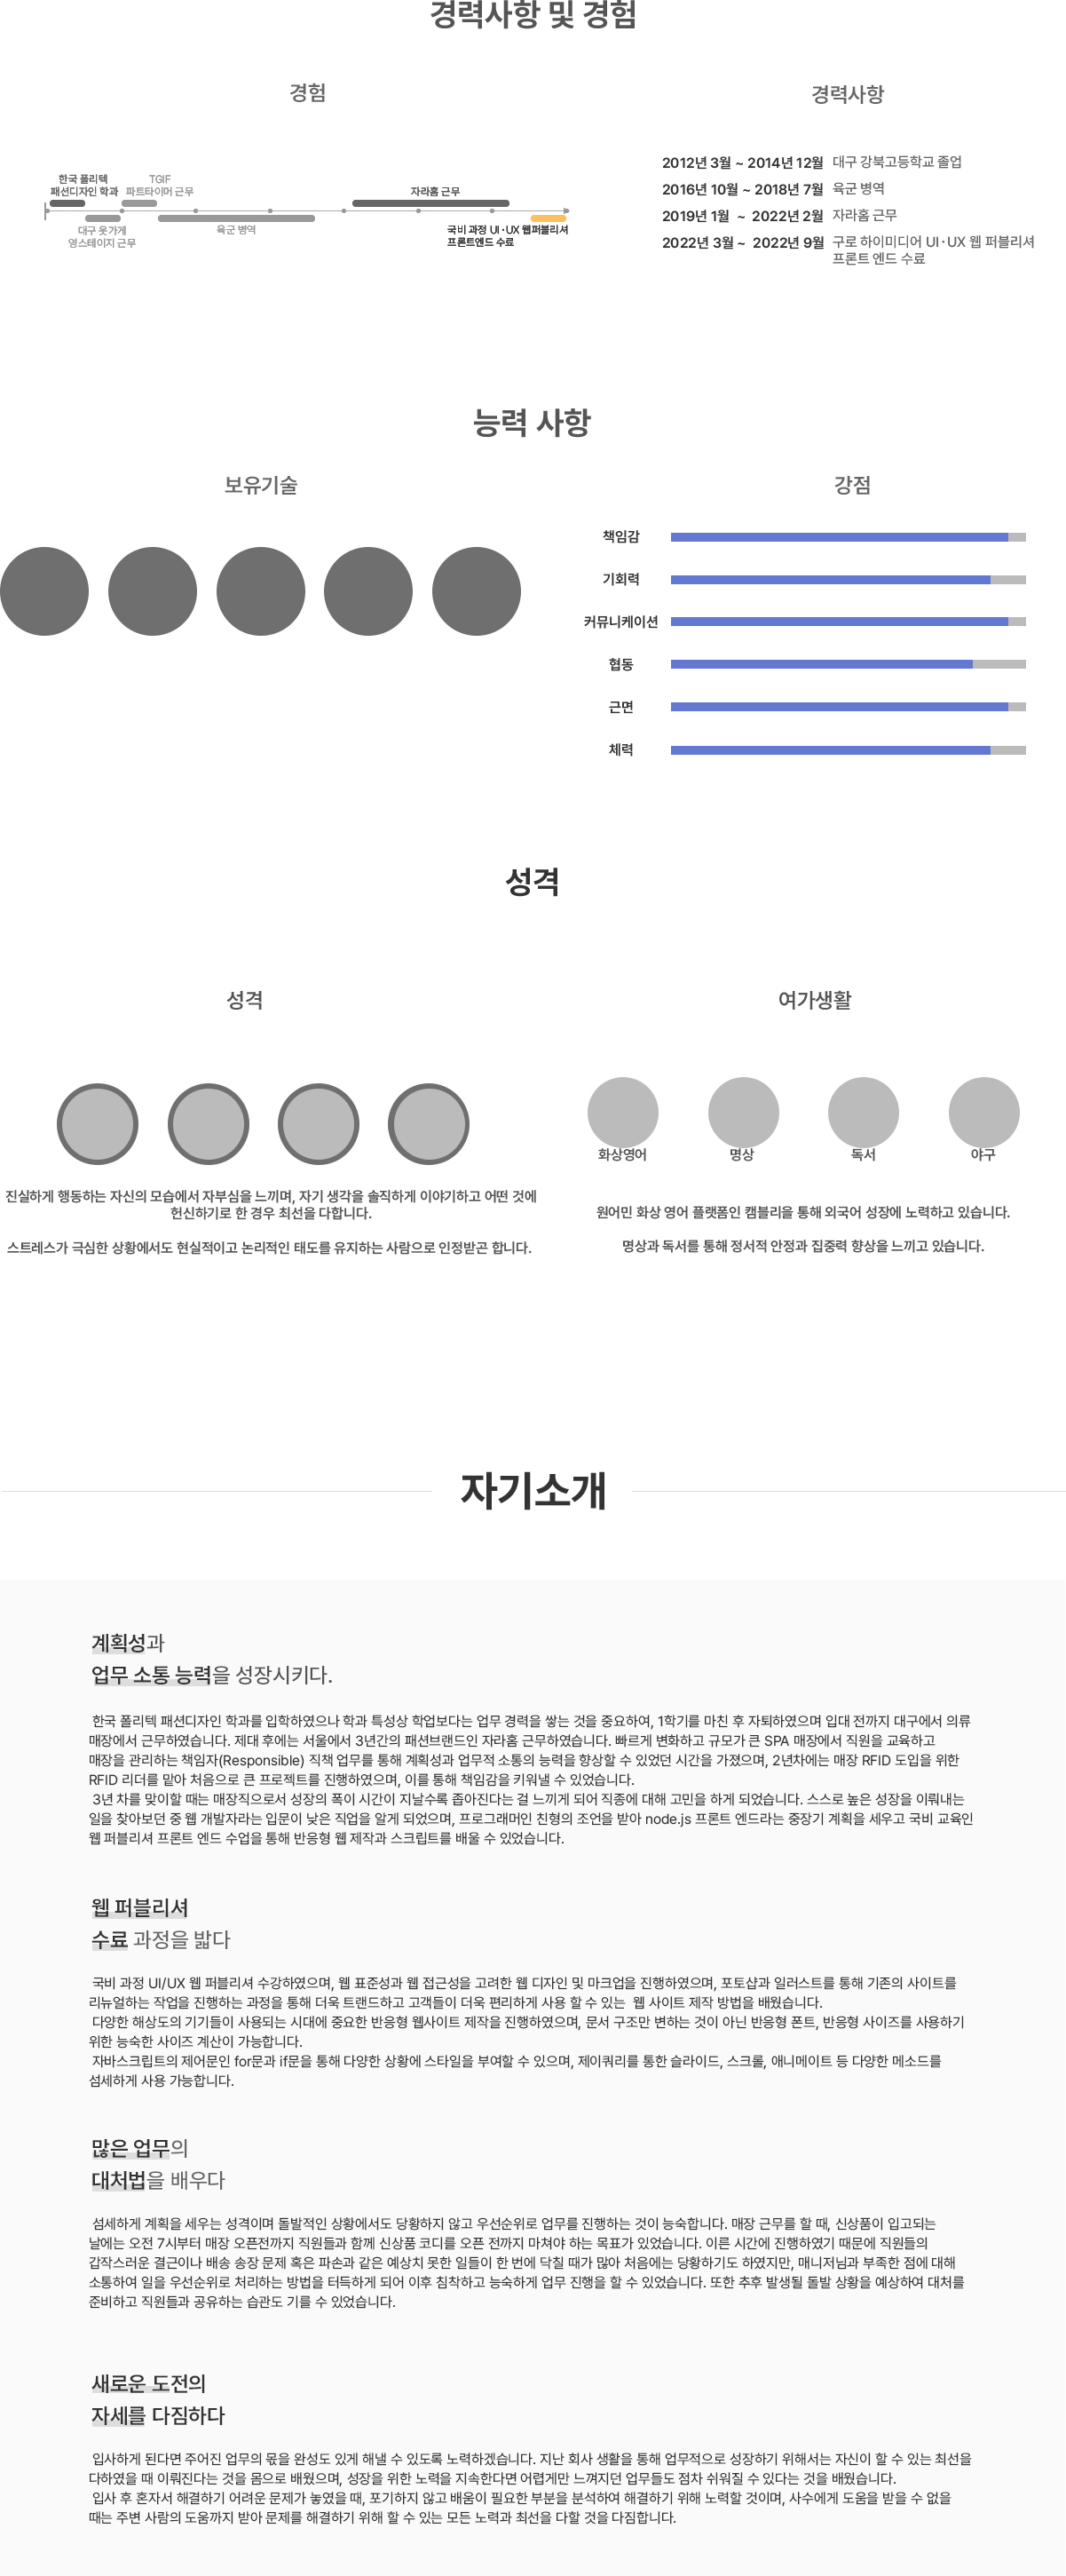 경력사항 및 경험
경험
경력사항
한국 폴리텍
패션디자인 학과
TGIF
파트타이머 근무
자라홈 근무
대구 옷가게
영스테이지 근무
육군 병역
국비 과정 UI·UX 웹퍼블리셔
프론트엔드 수료
2012년 3월 ~ 2014년 12월 대구 강북고등학교 졸업
2016년 10월 ~ 2018년 7월 육군 병역
2019년 1월 ~ 2022년 2월 자라홈 근무
2022년 3월 ~ 2022년 9월 구로 하이미디어 UI·UX 웹 퍼블리셔
프론트 엔드 수료
능력 사항
보유기술
강점
책임감
기회력
커뮤니케이션
협동
근면
체력
성격
성격
여가생활
화상영어
명상
독서
야구
진실하게 행동하는 자신의 모습에서 자부심을 느끼며, 자기 생각을 솔직하게 이야기하고 어떤 것에
헌신하기로 한 경우 최선을 다합니다.
스트레스가 극심한 상황에서도 현실적이고 논리적인 태도를 유지하는 사람으로 인정받곤 합니다.
원어민 화상 영어 플랫폼인 캠블리을 통해 외국어 성장에 노력하고 있습니다.
명상과 독서를 통해 정서적 안정과 집중력 향상을 느끼고 있습니다.
자기소개
계획성과
업무 소통 능력을 성장시키다.
한국 폴리텍 패션디자인 학과를 입학하였으나 학과 특성상 학업보다는 업무 경력을 쌓는 것을 중요하여, 1학기를 마친 후 자퇴하였으며 입대 전까지 대구에서 의류
매장에서 근무하였습니다. 제대 후에는 서울에서 3년간의 패션브랜드인 자라홈 근무하였습니다. 빠르게 변화하고 규모가 큰 SPA 매장에서 직원을 교육하고
매장을 관리하는 책임자(Responsible) 직책 업무를 통해 계획성과 업무적 소통의 능력을 향상할 수 있었던 시간을 가졌으며, 2년차에는 매장 RFID 도입을 위한
RFID 리더를 맡아 처음으로 큰 프로젝트를 진행하였으며, 이를 통해 책임감을 키워낼 수 있었습니다.
3년 차를 맞이할 때는 매장직으로서 성장의 폭이 시간이 지날수록 좁아진다는 걸 느끼게 되어 직종에 대해 고민을 하게 되었습니다. 스스로 높은 성장을 이뤄내는
일을 찾아보던 중 웹 개발자라는 입문이 낮은 직업을 알게 되었으며, 프로그래머인 친형의 조언을 받아 node.js 프론트 엔드라는 중장기 계획을 세우고 국비 교육인
웹 퍼블리셔 프론트 엔드 수업을 통해 반응형 웹 제작과 스크립트를 배울 수 있었습니다.
웹 퍼블리셔
수료 과정을 밟다
국비 과정 UI/UX 웹 퍼블리셔 수강하였으며, 웹 표준성과 웹 접근성을 고려한 웹 디자인 및 마크업을 진행하였으며, 포토샵과 일러스트를 통해 기존의 사이트를
리뉴얼하는 작업을 진행하는 과정을 통해 더욱 트랜드하고 고객들이 더욱 편리하게 사용 할 수 있는 웹 사이트 제작 방법을 배웠습니다.
다양한 해상도의 기기들이 사용되는 시대에 중요한 반응형 웹사이트 제작을 진행하였으며, 문서 구조만 변하는 것이 아닌 반응형 폰트, 반응형 사이즈를 사용하기
위한 능숙한 사이즈 계산이 가능합니다.
자바스크립트의 제어문인 for문과 if문을 통해 다양한 상황에 스타일을 부여할 수 있으며, 제이쿼리를 통한 슬라이드, 스크롤, 애니메이트 등 다양한 메소드를
섬세하게 사용 가능합니다.
많은 업무의
대처법을 배우다
섬세하게 계획을 세우는 성격이며 돌발적인 상황에서도 당황하지 않고 우선순위로 업무를 진행하는 것이 능숙합니다. 매장 근무를 할 때, 신상품이 입고되는
날에는 오전 7시부터 매장 오픈전까지 직원들과 함께 신상품 코디를 오픈 전까지 마쳐야 하는 목표가 있었습니다. 이른 시간에 진행하였기 때문에 직원들의
갑작스러운 결근이나 배송 송장 문제 혹은 파손과 같은 예상치 못한 일들이 한 번에 닥칠 때가 많아 처음에는 당황하기도 하였지만, 매니저님과 부족한 점에 대해
소통하여 일을 우선순위로 처리하는 방법을 터득하게 되어 이후 침착하고 능숙하게 업무 진행을 할 수 있었습니다. 또한 추후 발생될 돌발 상황을 예상하여 대처를
준비하고 직원들과 공유하는 습관도 기를 수 있었습니다.
새로운 도전의
자세를 다짐하다
입사하게 된다면 주어진 업무의 몫을 완성도 있게 해낼 수 있도록 노력하겠습니다. 지난 회사 생활을 통해 업무적으로 성장하기 위해서는 자신이 할 수 있는 최선을
다하였을 때 이뤄진다는 것을 몸으로 배웠으며, 성장을 위한 노력을 지속한다면 어렵게만 느껴지던 업무들도 점차 쉬워질 수 있다는 것을 배웠습니다.
입사 후 혼자서 해결하기 어려운 문제가 놓였을 때, 포기하지 않고 배움이 필요한 부분을 분석하여 해결하기 위해 노력할 것이며, 사수에게 도움을 받을 수 없을
때는 주변 사람의 도움까지 받아 문제를 해결하기 위해 할 수 있는 모든 노력과 최선을 다할 것을 다짐합니다.